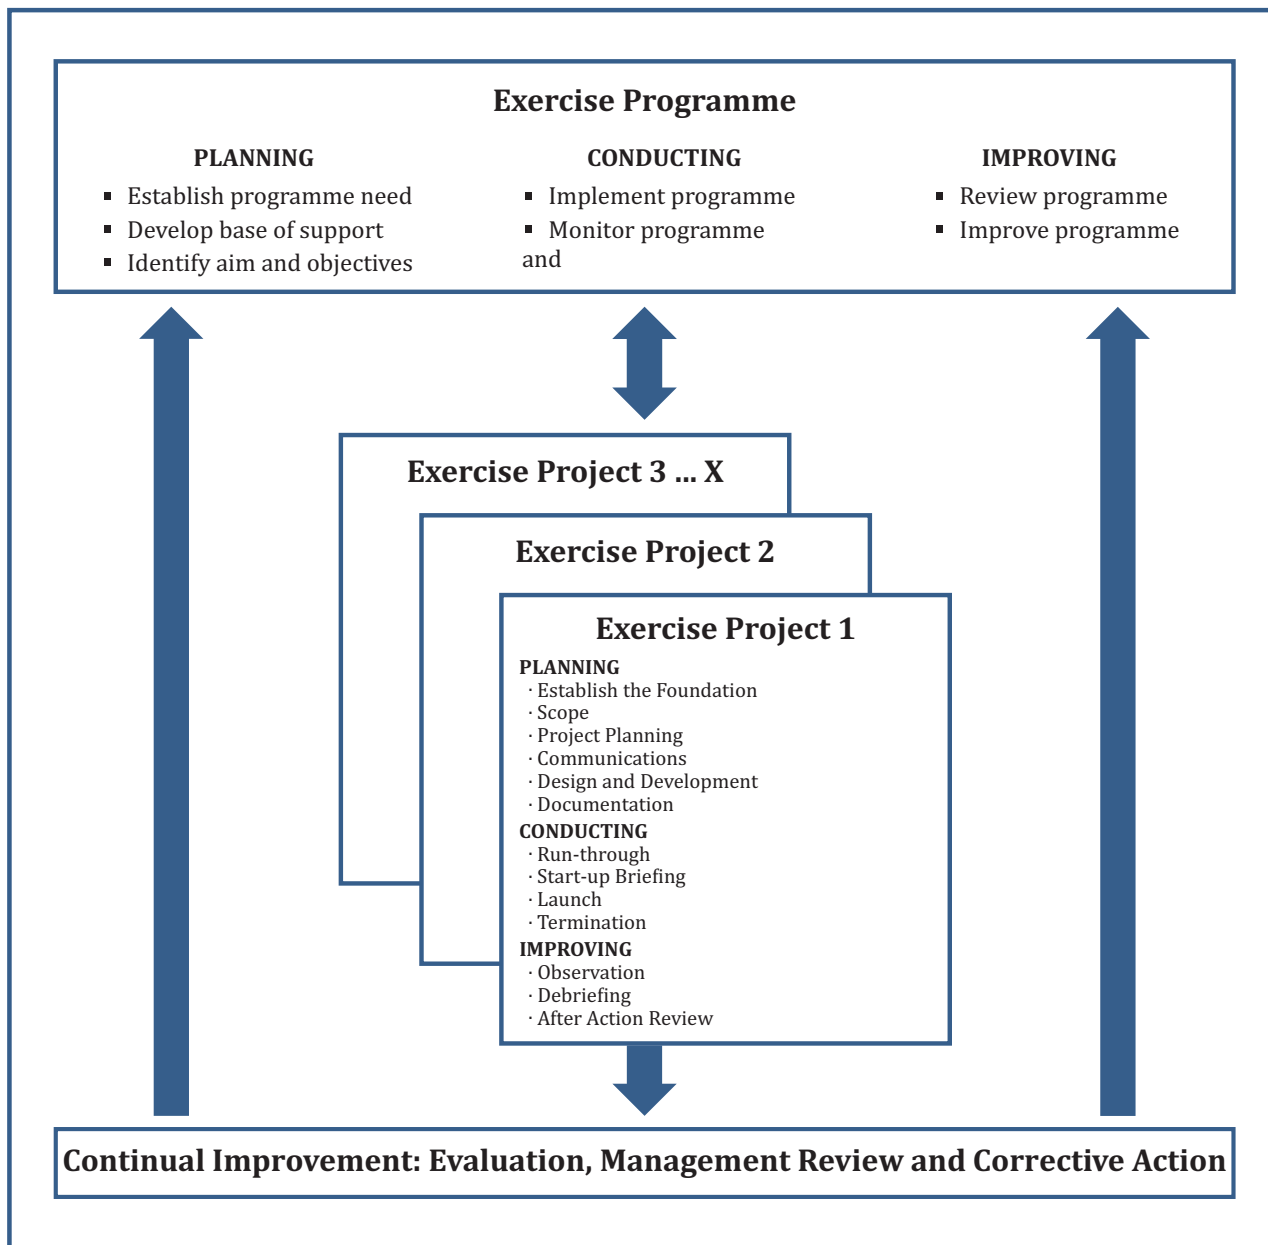 Exercise Programme
PLANNING
▪ Establish programme need
▪ Develop base of support
▪ Identify aim and objectives
CONDUCTING
▪ Implement programme
▪ Monitor programme
and
IMPROVING
▪ Review programme
▪ Improve programme
Exercise Project 3 ... X
Exercise Project 2
Exercise Project 1
PLANNING
· Establish the Foundation
· Scope
· Project Planning
· Communications
· Design and Development
· Documentation
CONDUCTING
· Run-through
· Start-up Briefing
· Launch
· Termination
IMPROVING
· Observation
· Debriefing
· After Action Review
Continual Improvement: Evaluation, Management Review and Corrective Action